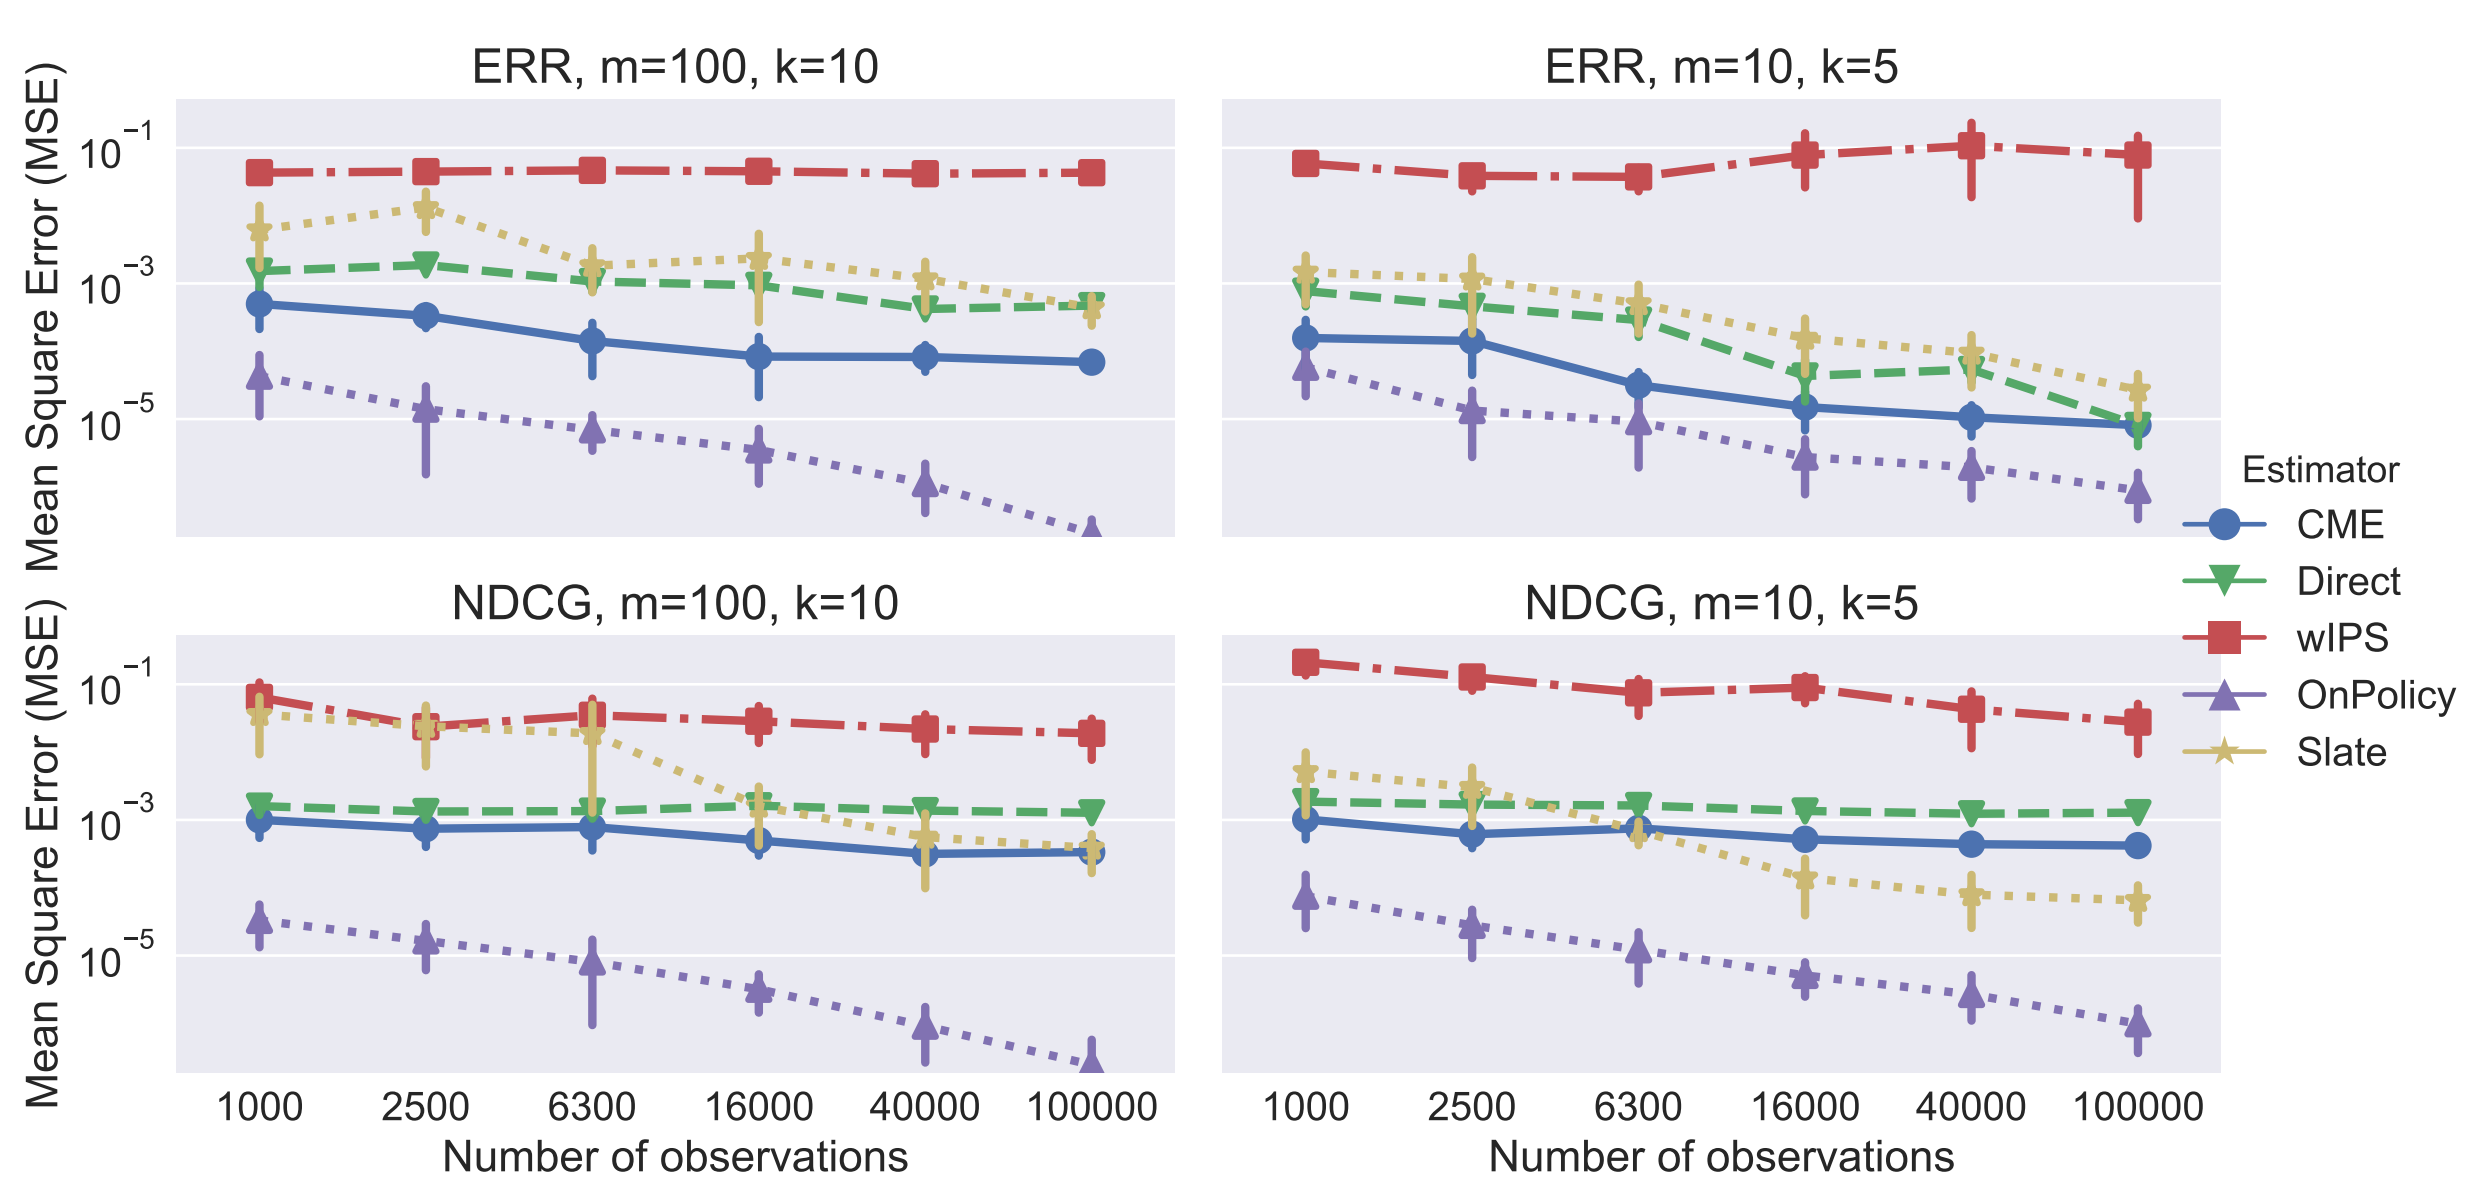 ERR, m=100, k=10
ERR, m=10, k=5
Mean Square Error (MSE)
10⁻¹
10⁻³
10⁻⁵
Estimator
CME
Direct
wIPS
OnPolicy
Slate
NDCG, m=100, k=10
NDCG, m=10, k=5
Mean Square Error (MSE)
10⁻¹
10⁻³
10⁻⁵
1000 2500 6300 16000 40000 100000
1000 2500 6300 16000 40000 100000
Number of observations
Number of observations